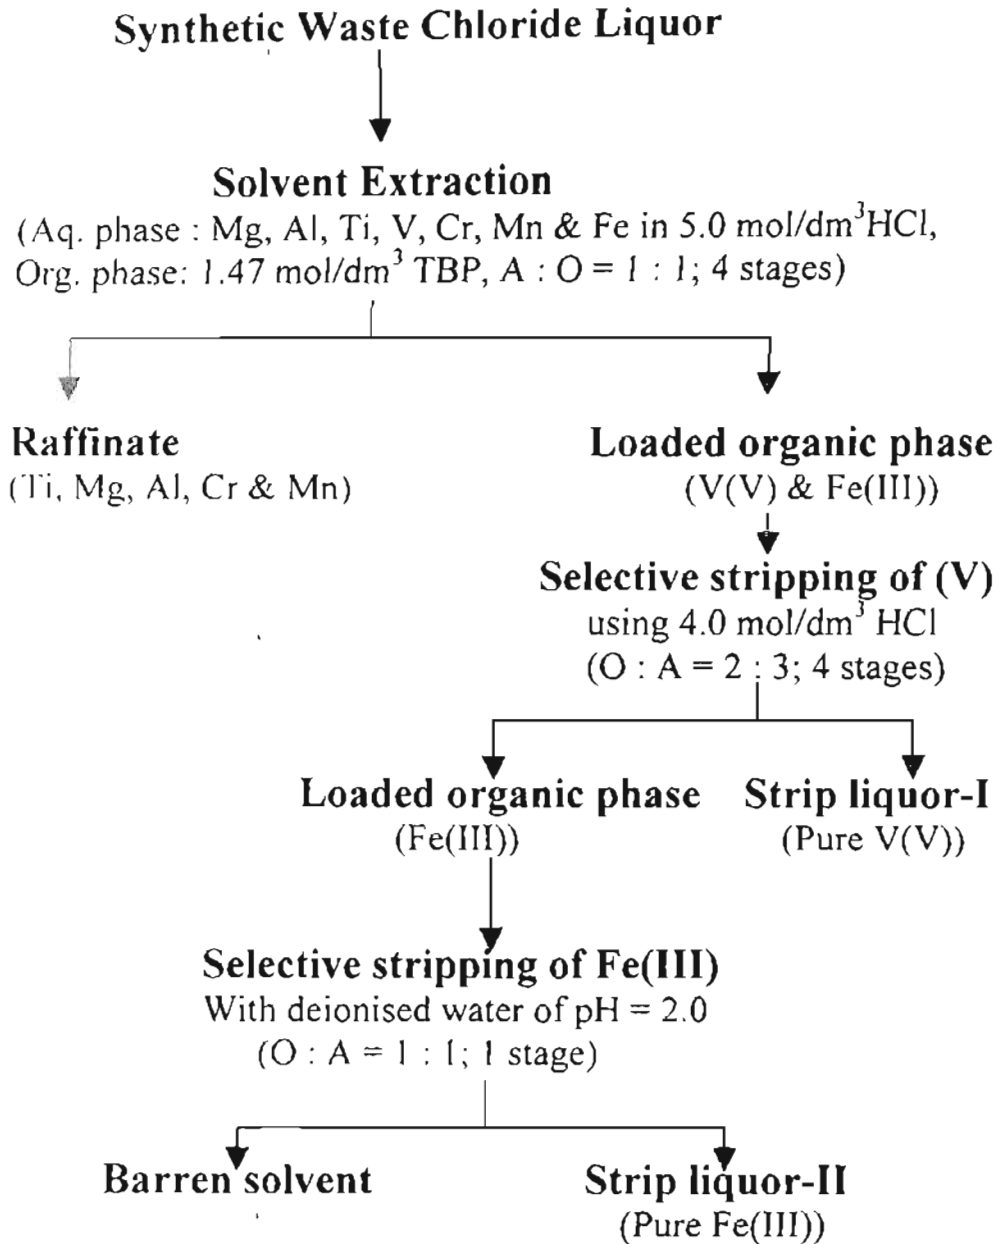 Synthetic Waste Chloride Liquor
Solvent Extraction
(Aq. phase : Mg, Al, Ti, V, Cr, Mn & Fe in 5.0 mol/dm³HCl,
Org. phase: 1.47 mol/dm³ TBP, A : O = 1 : 1; 4 stages)
Raffinate
(Ti, Mg, Al, Cr & Mn)
Loaded organic phase
(V(V) & Fe(III))
Selective stripping of (V)
using 4.0 mol/dm³ HCl
(O : A = 2 : 3; 4 stages)
Loaded organic phase
(Fe(III))
Strip liquor-I
(Pure V(V))
Selective stripping of Fe(III)
With deionised water of pH = 2.0
(O : A = 1 : 1; 1 stage)
Barren solvent
Strip liquor-II
(Pure Fe(III))